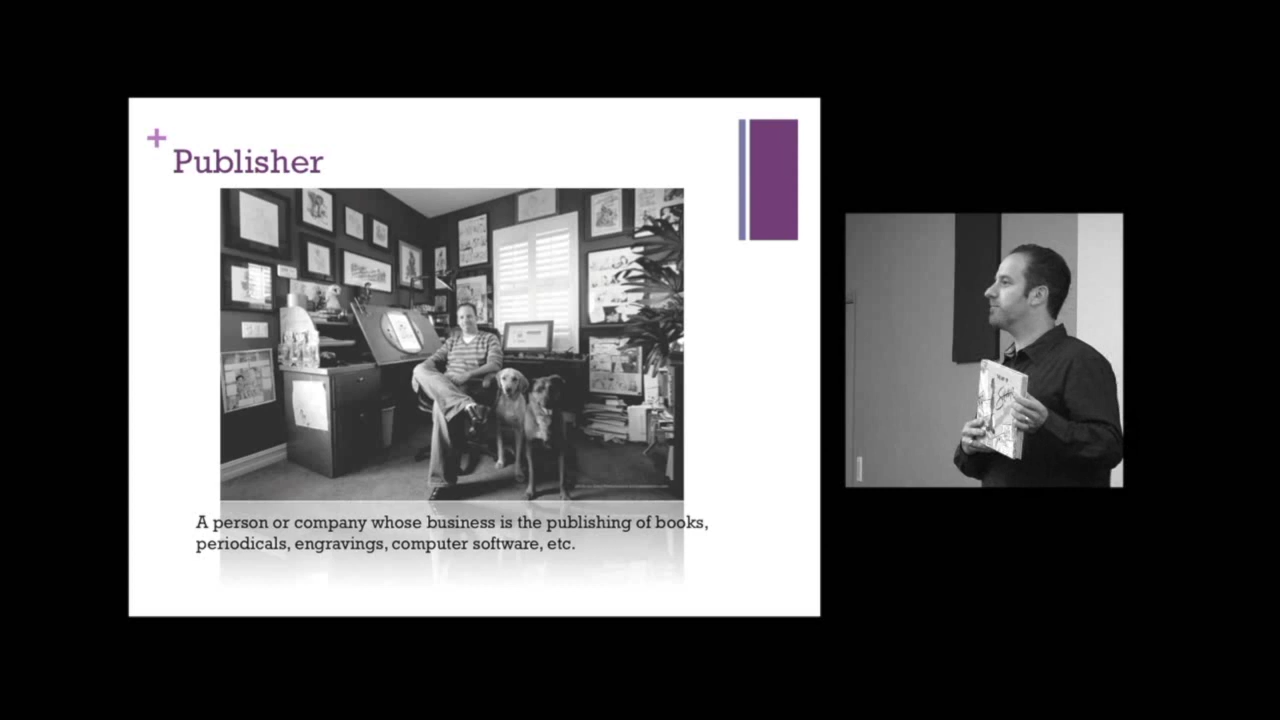 +
Publisher
A person or company whose business is the publishing of books,
periodicals, engravings, computer software, etc.